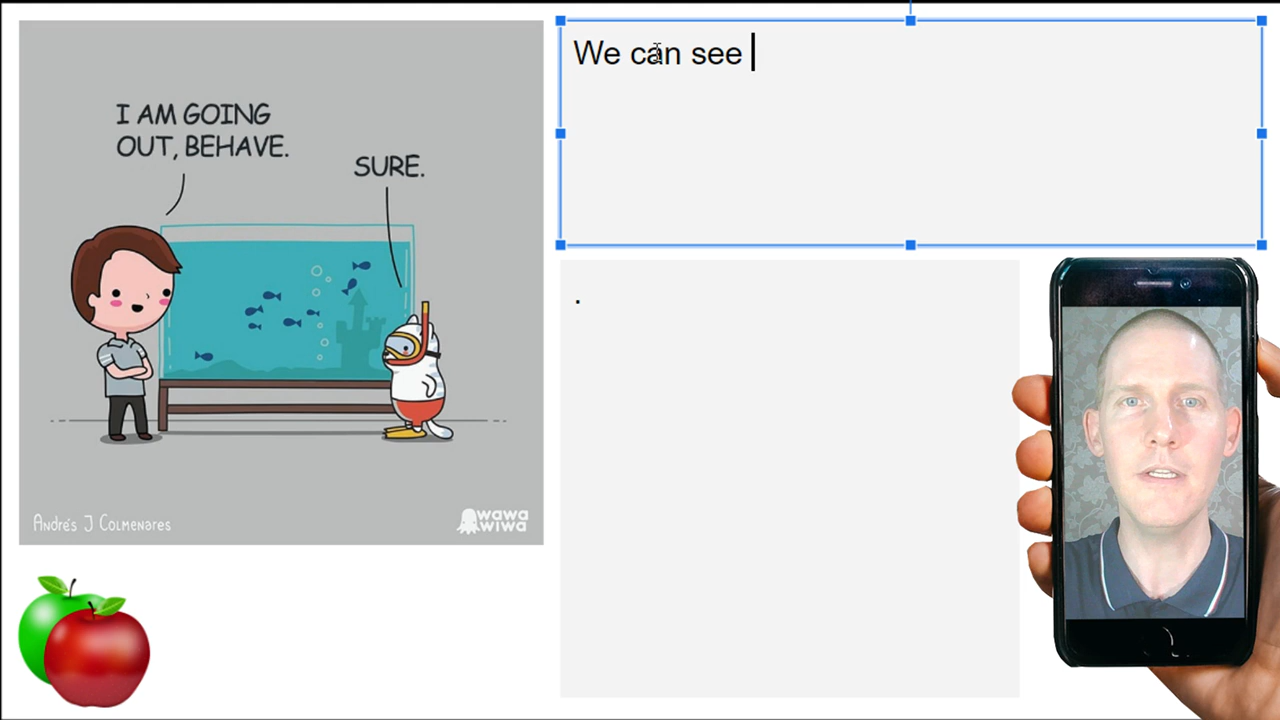 I AM GOING
OUT, BEHAVE.
SURE.
Andrés J Colmenares
wawa
wiwa
We can see
.